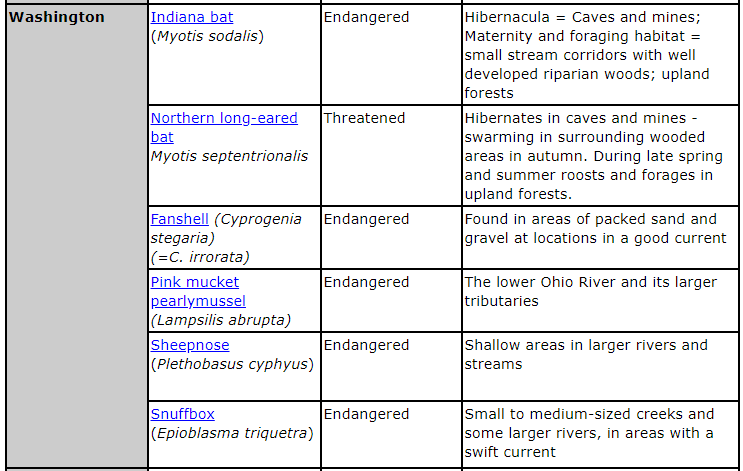 Washington
Indiana bat
(Myotis sodalis)
Endangered
Hibernacula = Caves and mines;
Maternity and foraging habitat =
small stream corridors with well
developed riparian woods; upland
forests
Northern long-eared
bat
Myotis septentrionalis
Threatened
Hibernates in caves and mines -
swarming in surrounding wooded
areas in autumn. During late spring
and summer roosts and forages in
upland forests.
Fanshell (Cyprogenia
stegaria)
(=C. irrorata)
Endangered
Found in areas of packed sand and
gravel at locations in a good current
Pink mucket
pearlymussel
(Lampsilis abrupta)
Endangered
The lower Ohio River and its larger
tributaries
Sheepnose
(Plethobasus cyphyus)
Endangered
Shallow areas in larger rivers and
streams
Snuffbox
(Epioblasma triquetra)
Endangered
Small to medium-sized creeks and
some larger rivers, in areas with a
swift current